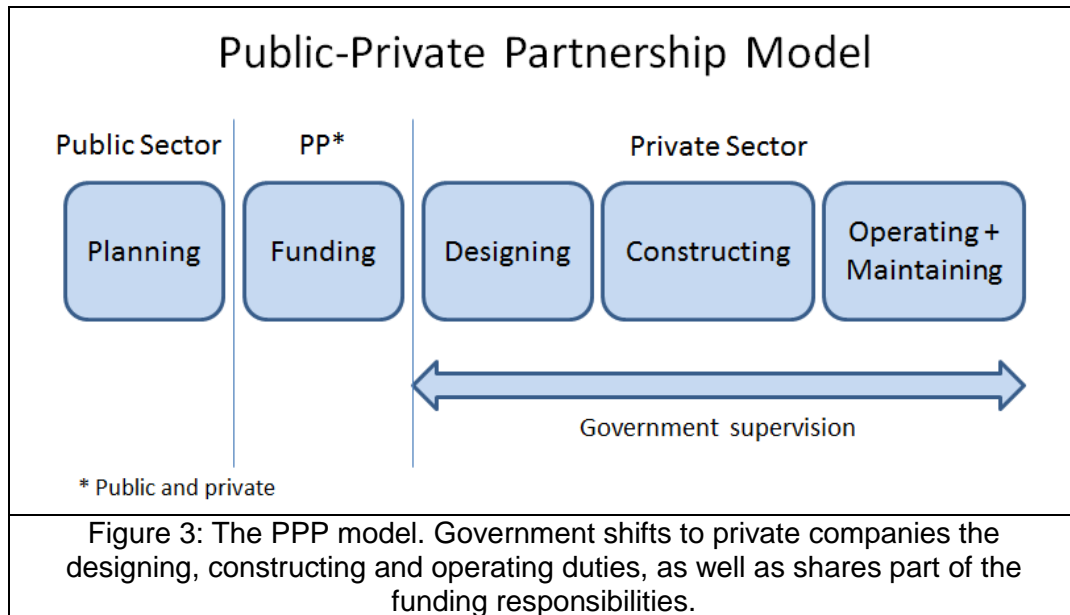 Public-Private Partnership Model
Public Sector
PP*
Private Sector
Planning
Funding
Designing
Constructing
Operating +
Maintaining
Government supervision
* Public and private
Figure 3: The PPP model. Government shifts to private companies the
designing, constructing and operating duties, as well as shares part of the
funding responsibilities.